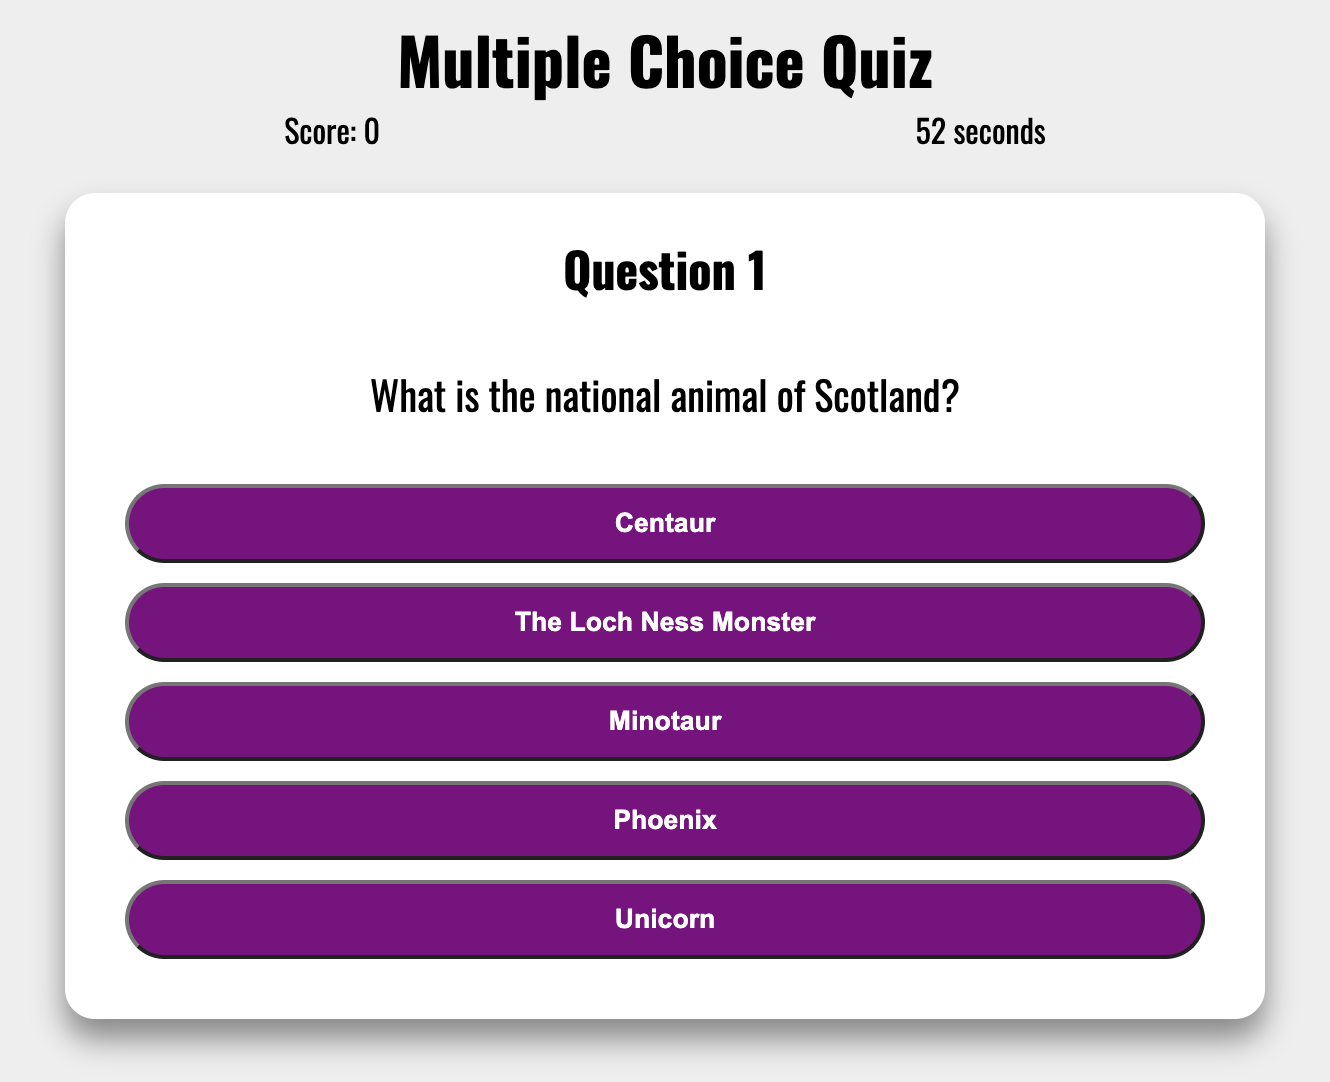 Multiple Choice Quiz
Score: 0
52 seconds
Question 1
What is the national animal of Scotland?
Centaur
The Loch Ness Monster
Minotaur
Phoenix
Unicorn